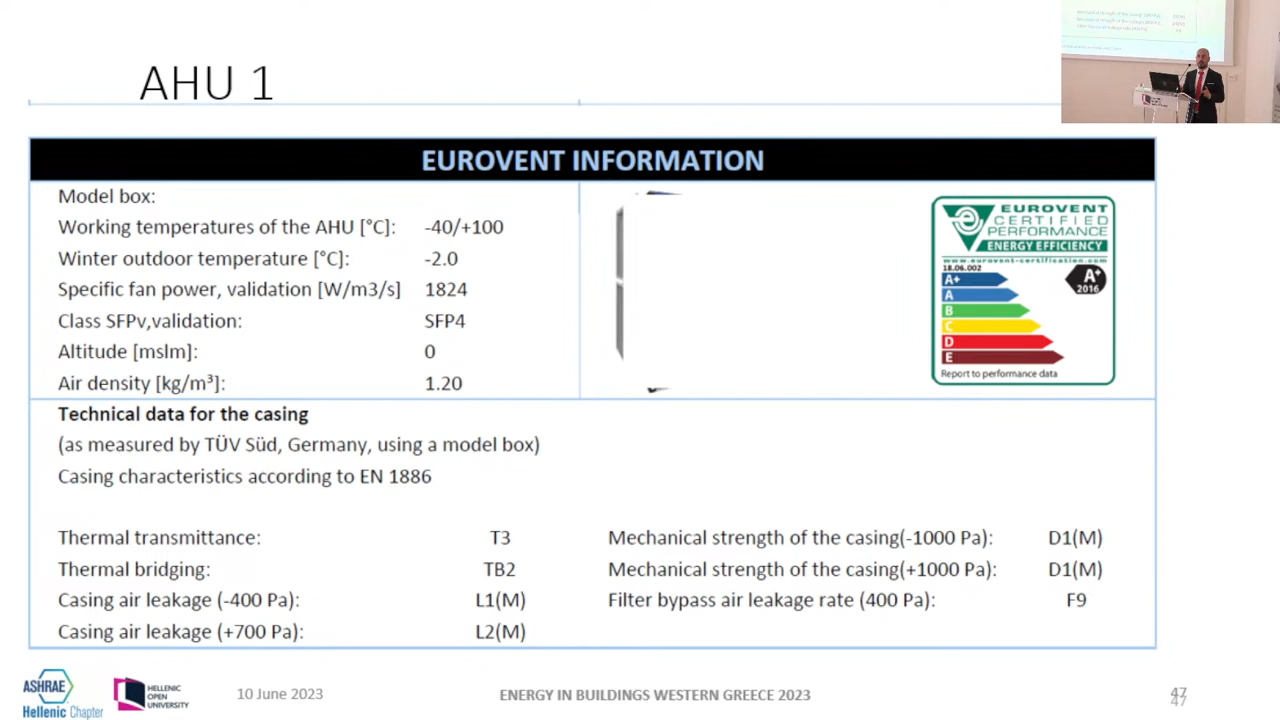 AHU 1
EUROVENT INFORMATION
Model box:
Working temperatures of the AHU [°C]: -40/+100
Winter outdoor temperature [°C]: -2.0
Specific fan power, validation [W/m3/s] 1824
Class SFPv,validation: SFP4
Altitude [mslm]: 0
Air density [kg/m³]: 1.20
EUROVENT
CERTIFIED
PERFORMANCE
ENERGY EFFICIENCY
www.eurovent-certification.com
18.06.002
A+
A
B
C
D
E
A+
2016
Report to performance data
Technical data for the casing
(as measured by TÜV Süd, Germany, using a model box)
Casing characteristics according to EN 1886
Thermal transmittance: T3 Mechanical strength of the casing(-1000 Pa): D1(M)
Thermal bridging: TB2 Mechanical strength of the casing(+1000 Pa): D1(M)
Casing air leakage (-400 Pa): L1(M) Filter bypass air leakage rate (400 Pa): F9
Casing air leakage (+700 Pa): L2(M)
ASHRAE
Hellenic Chapter
HELLENIC
OPEN
UNIVERSITY
10 June 2023
ENERGY IN BUILDINGS WESTERN GREECE 2023
47
47